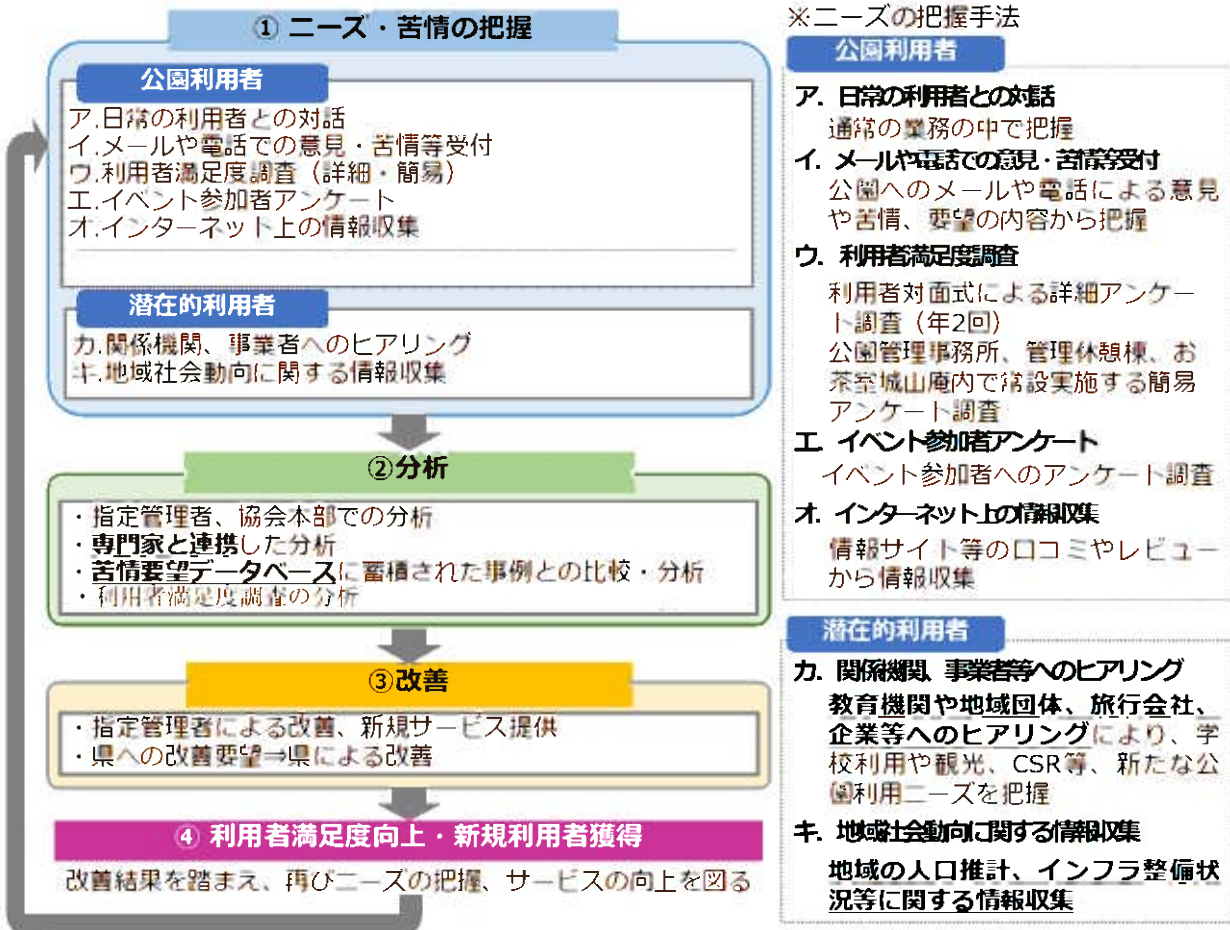 ① ニーズ・苦情の把握
公園利用者
ア.日常の利用者との対話
イ.メールや電話での意見・苦情等受付
ウ.利用者満足度調査（詳細・簡易）
エ.イベント参加者アンケート
オ.インターネット上の情報収集
潜在的利用者
カ.関係機関、事業者へのヒアリング
キ.地域社会動向に関する情報収集
②分析
・指定管理者、協会本部での分析
・専門家と連携した分析
・苦情要望データベースに蓄積された事例との比較・分析
・利用者満足度調査の分析
③改善
・指定管理者による改善、新規サービス提供
・県への改善要望⇒県による改善
④ 利用者満足度向上・新規利用者獲得
改善結果を踏まえ、再びニーズの把握、サービスの向上を図る
※ニーズの把握手法
公園利用者
ア. 日常の利用者との対話
通常の業務の中で把握
イ. メールや電話での意見・苦情等受付
公園へのメールや電話による意見
や苦情、要望の内容から把握
ウ. 利用者満足度調査
利用者対面式による詳細アンケー
ト調査（年2回）
公園管理事務所、管理休憩棟、お
茶室城山庵内で常設実施する簡易
アンケート調査
エ イベント参加者アンケート
イベント参加者へのアンケート調査
オ. インターネット上の情報収集
情報サイト等の口コミやレビュー
から情報収集
潜在的利用者
カ. 関係機関、事業者等へのヒアリング
教育機関や地域団体、旅行会社、
企業等へのヒアリングにより、学
校利用や観光、CSR等、新たな公
園利用ニーズを把握
キ. 地域社会動向に関する情報収集
地域の人口推計、インフラ整備状
況等に関する情報収集